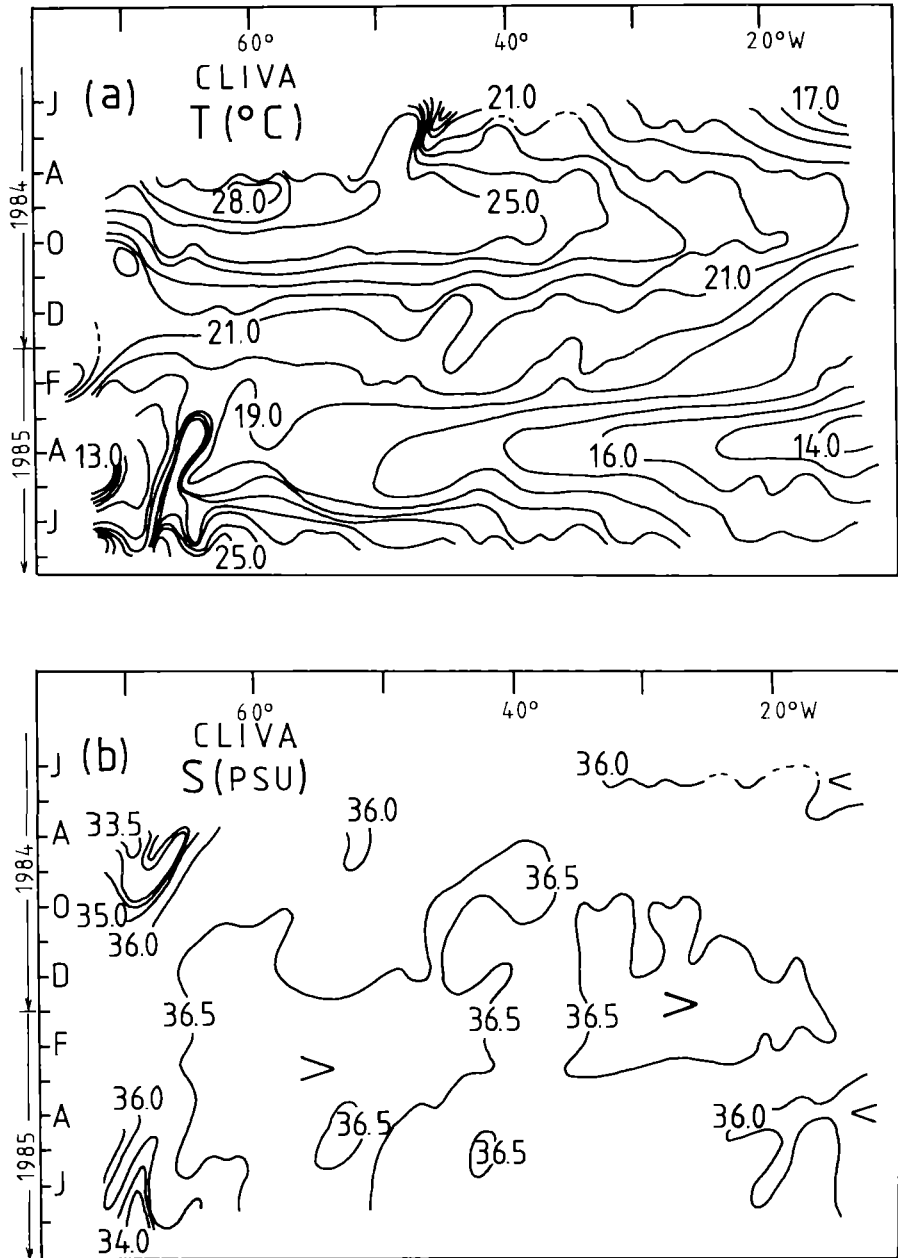 60° 40° 20°W
(a) CLIVA
T(°C)
J
A
O
D
F
A
J
1984
1985
21.0 17.0
28.0 25.0
21.0
21.0
19.0
13.0 16.0 14.0
25.0
60° 40° 20°W
(b) CLIVA
S(PSU)
J
A
O
D
F
A
J
1984
1985
36.0 <
33.5 36.0
36.5
35.0
36.0
36.5 36.5 36.5 >
>
36.0 36.5 36.0 <
36.5
34.0